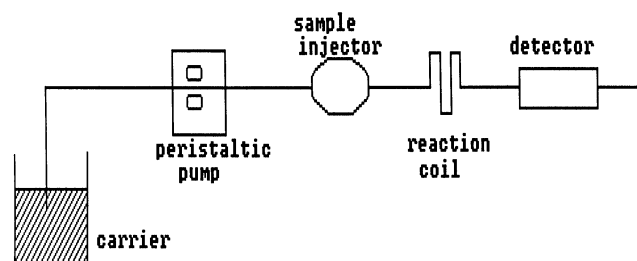 sample
injector
detector
peristaltic
pump
reaction
coil
carrier